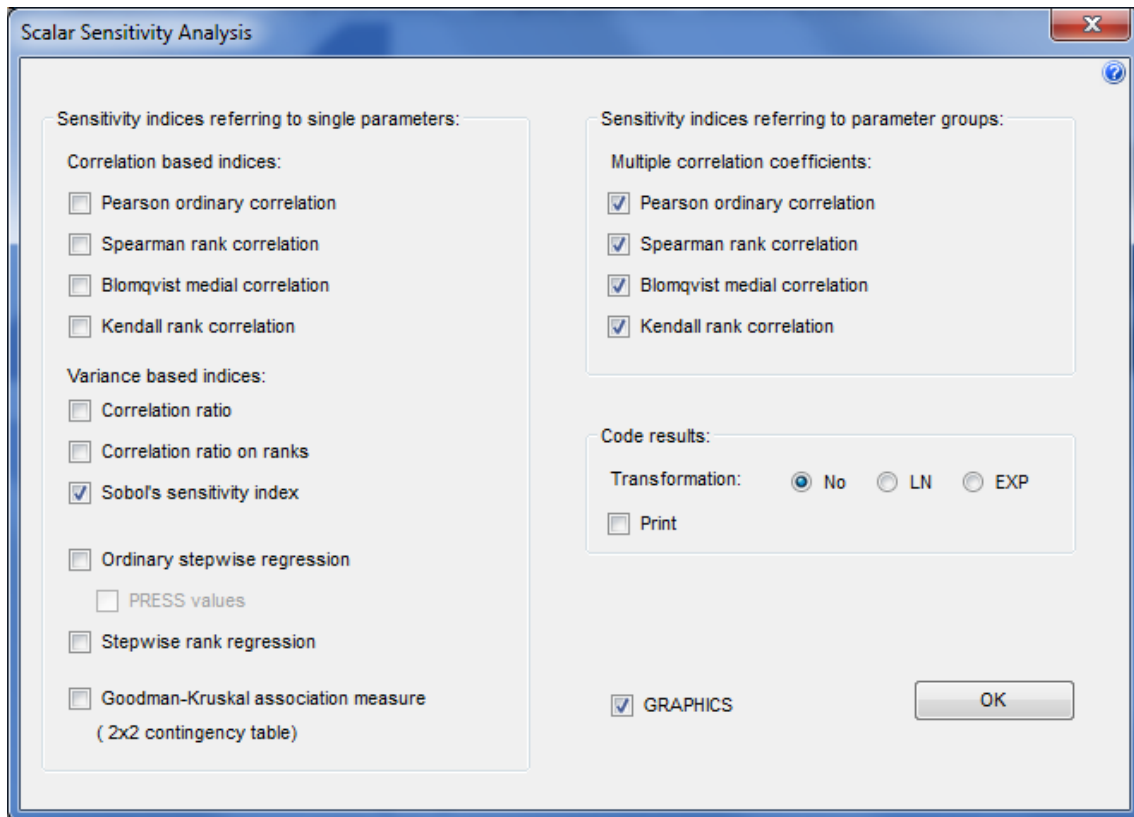 Scalar Sensitivity Analysis
Sensitivity indices referring to single parameters:
Correlation based indices:
Pearson ordinary correlation
Spearman rank correlation
Blomqvist medial correlation
Kendall rank correlation
Variance based indices:
Correlation ratio
Correlation ratio on ranks
Sobol's sensitivity index
Ordinary stepwise regression
PRESS values
Stepwise rank regression
Goodman-Kruskal association measure
( 2x2 contingency table)
Sensitivity indices referring to parameter groups:
Multiple correlation coefficients:
Pearson ordinary correlation
Spearman rank correlation
Blomqvist medial correlation
Kendall rank correlation
Code results:
Transformation: No LN EXP
Print
GRAPHICS
OK